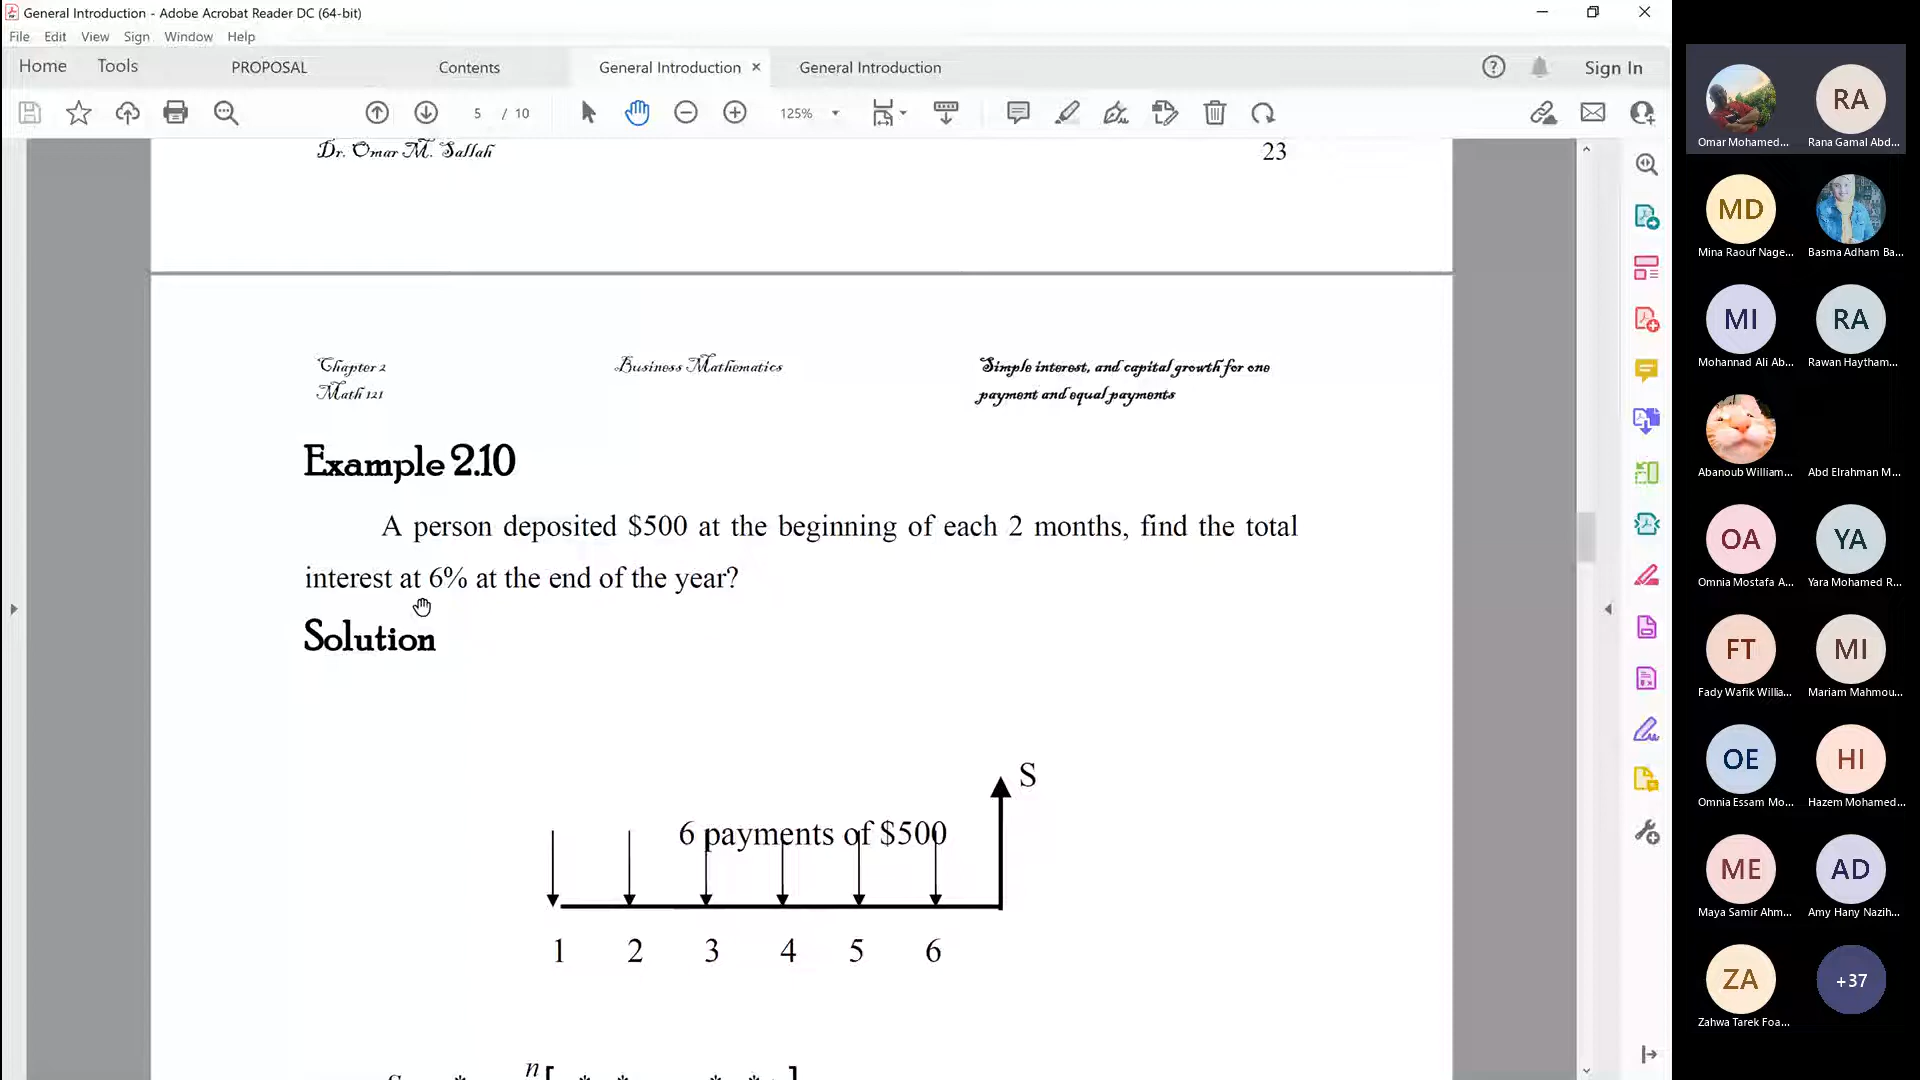 General Introduction - Adobe Acrobat Reader DC (64-bit)
File Edit View Sign Window Help
Home Tools PROPOSAL Contents General Introduction × General Introduction Sign In
5 / 10 125%
Dr. Omar M. Sallah 23
Chapter 2 Business Mathematics Simple interest, and capital growth for one
Math 121 payment and equal payments
Example 2.10
A person deposited $500 at the beginning of each 2 months, find the total
interest at 6% at the end of the year?
Solution
S
6 payments of $500
1 2 3 4 5 6
n
Omar Mohamed... RA Rana Gamal Abd...
MD Mina Raouf Nage... Basma Adham Ba...
MI Mohannad Ali Ab... RA Rawan Haytham...
Abanoub William... Abd Elrahman M...
OA Omnia Mostafa A... YA Yara Mohamed R...
FT Fady Wafik Willia... MI Mariam Mahmou...
OE Omnia Essam Mo... HI Hazem Mohamed...
ME Maya Samir Ahm... AD Amy Hany Nazih...
ZA Zahwa Tarek Foa... +37